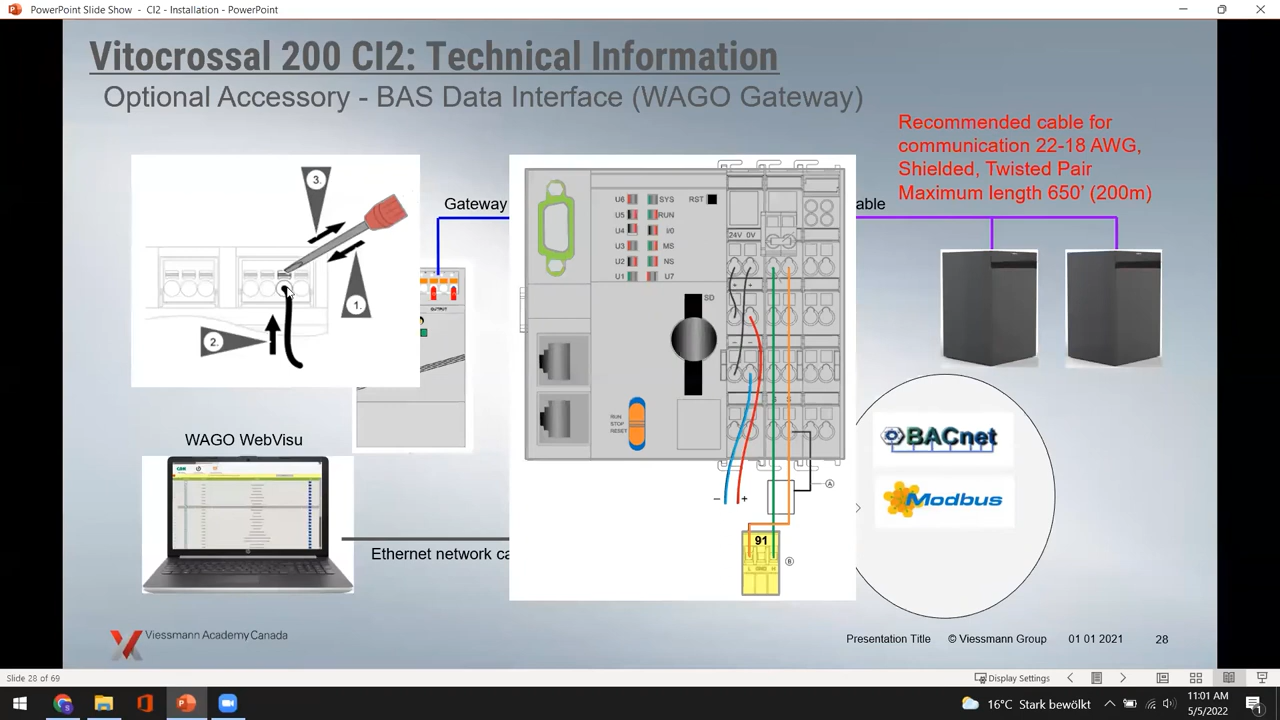 PowerPoint Slide Show - CI2 - Installation - PowerPoint
Vitocrossal 200 CI2: Technical Information
Optional Accessory - BAS Data Interface (WAGO Gateway)
Recommended cable for
communication 22-18 AWG,
Shielded, Twisted Pair
Maximum length 650' (200m)
3.
1.
2.
Gateway
able
OUTPUT
U6 SYS RST
U5 RUN
U4 I/0
U3 MS
U2 NS
U1 U7
24V 0V
SD
RUN
STOP
RESET
- +
A
91
L GND H
B
BACnet
Modbus
WAGO WebVisu
Ethernet network ca
Viessmann Academy Canada
Presentation Title © Viessmann Group 01 01 2021 28
Slide 28 of 69
Display Settings
16°C Stark bewölkt
11:01 AM
5/5/2022
1